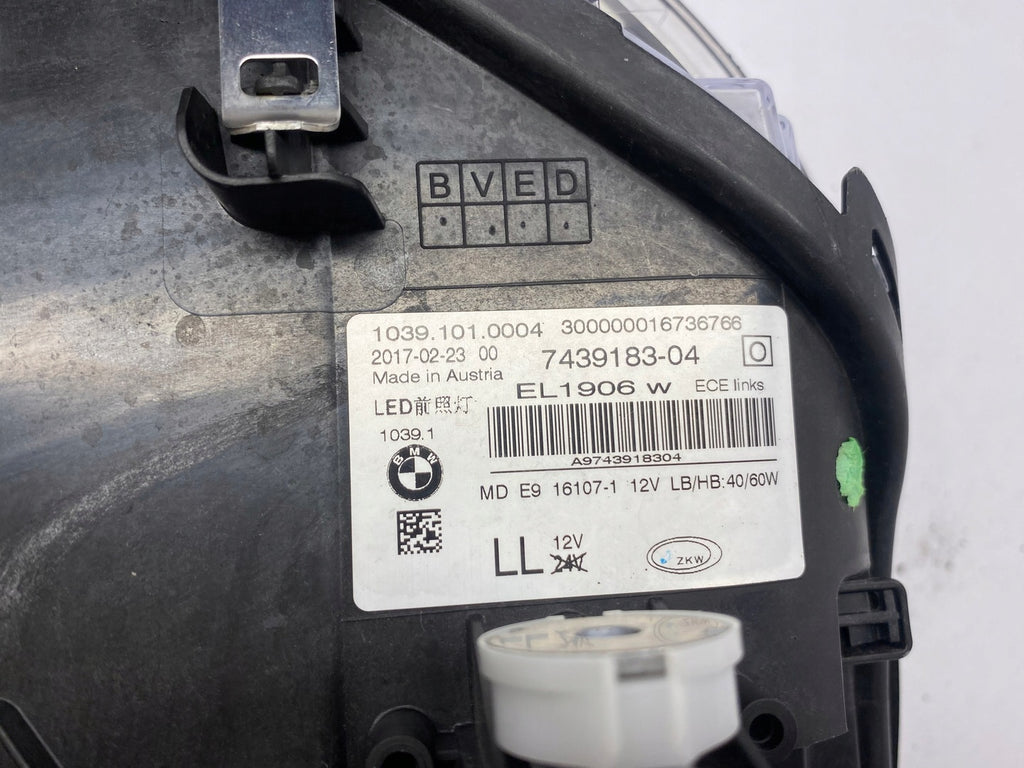 B V E D
1039.101.0004 300000016736766
2017-02-23 00 7439183-04 O
Made in Austria
EL1906 W ECE links
LED前照灯
1039.1
BMW
A9743918304
MD E9 16107-1 12V LB/HB:40/60W
LL 12V
24V
ZKW